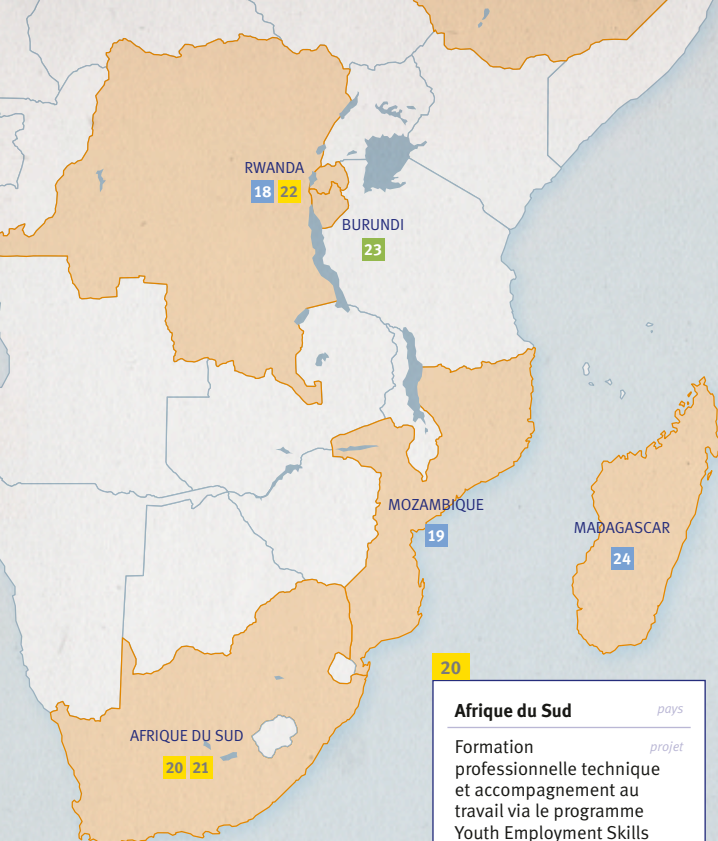 RWANDA
18 22
BURUNDI
23
MOZAMBIQUE
19
MADAGASCAR
24
AFRIQUE DU SUD
20 21
20
Afrique du Sud pays
Formation projet
professionnelle technique
et accompagnement au
travail via le programme
Youth Employment Skills